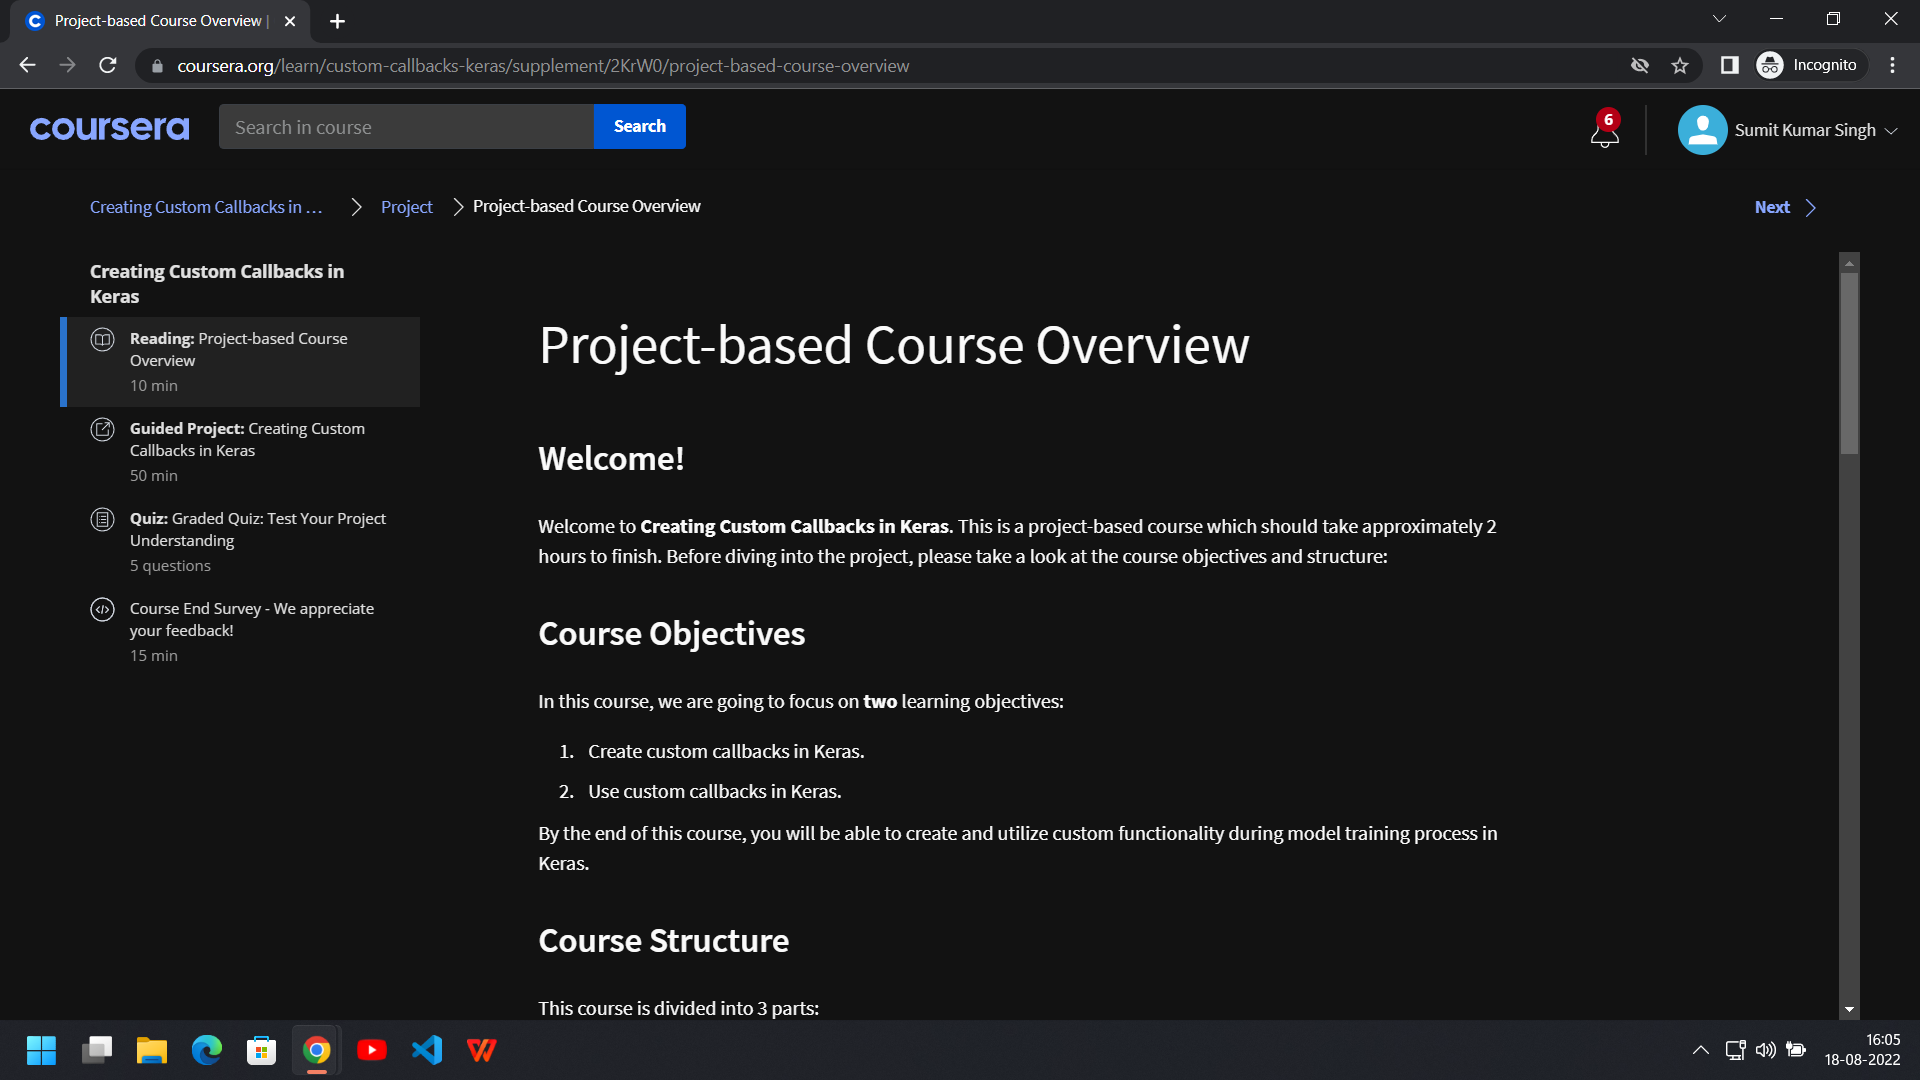 Project-based Course Overview |
coursera.org/learn/custom-callbacks-keras/supplement/2KrW0/project-based-course-overview
Incognito
coursera
Search in course
Search
6
Sumit Kumar Singh
Creating Custom Callbacks in ...
Project
Project-based Course Overview
Next
Creating Custom Callbacks in
Keras
Reading: Project-based Course
Overview
10 min
Guided Project: Creating Custom
Callbacks in Keras
50 min
Quiz: Graded Quiz: Test Your Project
Understanding
5 questions
Course End Survey - We appreciate
your feedback!
15 min
Project-based Course Overview
Welcome!
Welcome to Creating Custom Callbacks in Keras. This is a project-based course which should take approximately 2
hours to finish. Before diving into the project, please take a look at the course objectives and structure:
Course Objectives
In this course, we are going to focus on two learning objectives:
1. Create custom callbacks in Keras.
2. Use custom callbacks in Keras.
By the end of this course, you will be able to create and utilize custom functionality during model training process in
Keras.
Course Structure
This course is divided into 3 parts:
16:05
18-08-2022